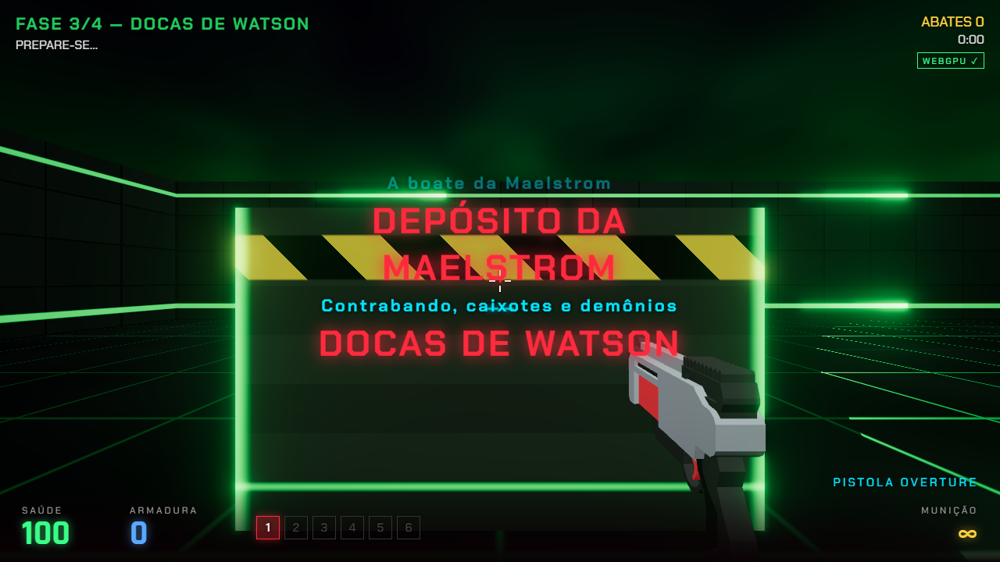 FASE 3/4 — DOCAS DE WATSON
PREPARE-SE...
ABATES 0
0:00
WEBGPU ✓
A boate da Maelstrom
DEPÓSITO DA
MAELSTROM
Contrabando, caixotes e demônios
DOCAS DE WATSON
PISTOLA OVERTURE
SAÚDE
100
ARMADURA
0
1 2 3 4 5 6
MUNIÇÃO
∞